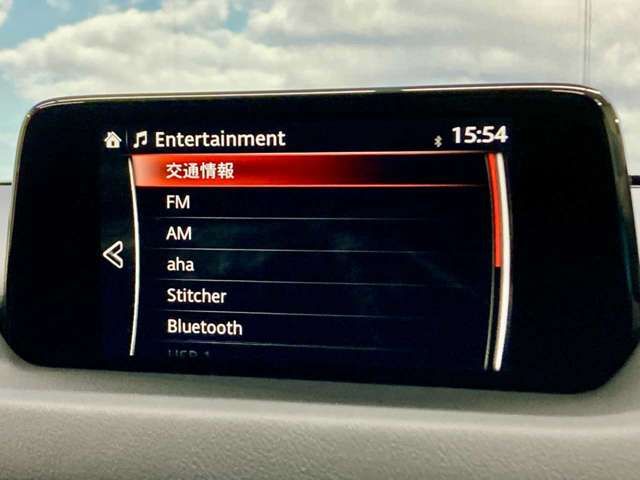 Entertainment 15:54
交通情報
FM
AM
aha
Stitcher
Bluetooth